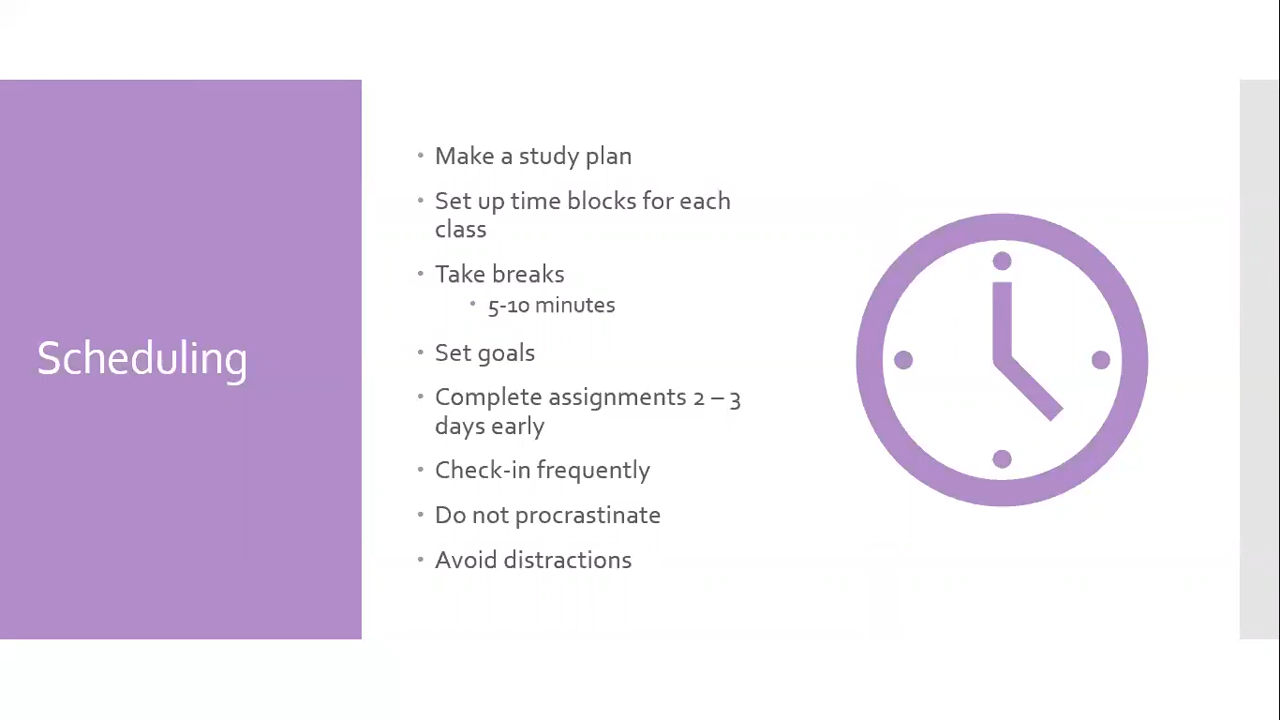 Scheduling
Make a study plan
Set up time blocks for each
class
Take breaks
5-10 minutes
Set goals
Complete assignments 2 – 3
days early
Check-in frequently
Do not procrastinate
Avoid distractions